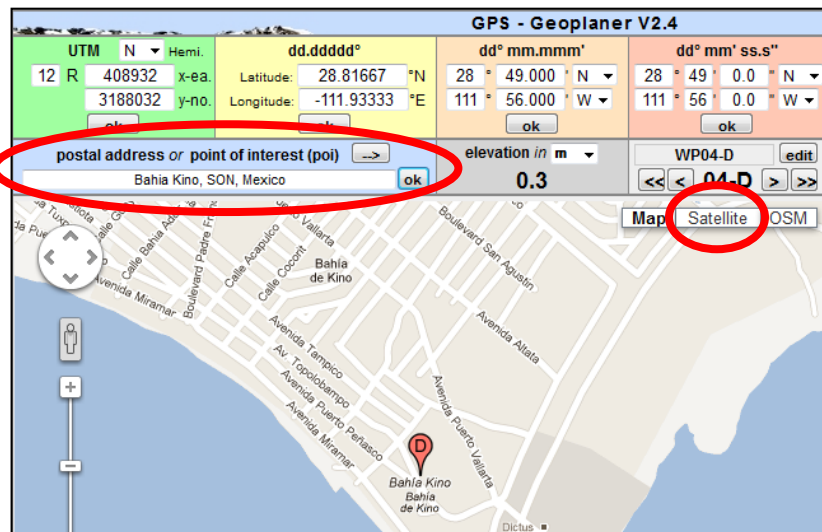 GPS - Geoplaner V2.4
UTM N Hemi.
12 R 408932 x-ea.
3188032 y-no.
ok
dd.ddddd°
Latitude: 28.81667 °N
Longitude: -111.93333 °E
dd° mm.mmm'
28 ° 49.000 ' N
111 ° 56.000 ' W
ok
dd° mm' ss.s"
28 ° 49 ' 0.0 " N
111 ° 56 ' 0.0 " W
ok
postal address or point of interest (poi) -->
Bahia Kino, SON, Mexico ok
elevation in m
0.3
WP04-D edit
<< < 04-D > >>
Map Satellite OSM
Calle Bahía
Boulevard Padre
Calle Acapulco
Calle Cocorit
Vallarta
Bahía
de Kino
Boulevard San
Agustin
Avenida Miramar
Avenida Tampico
Av. Topolobampo
Avenida Puerto Peñasco
Avenida Miramar
Avenida Altata
Avenida Puerto Vallarta
D
Bahía Kino
Bahía
de Kino
Dictus